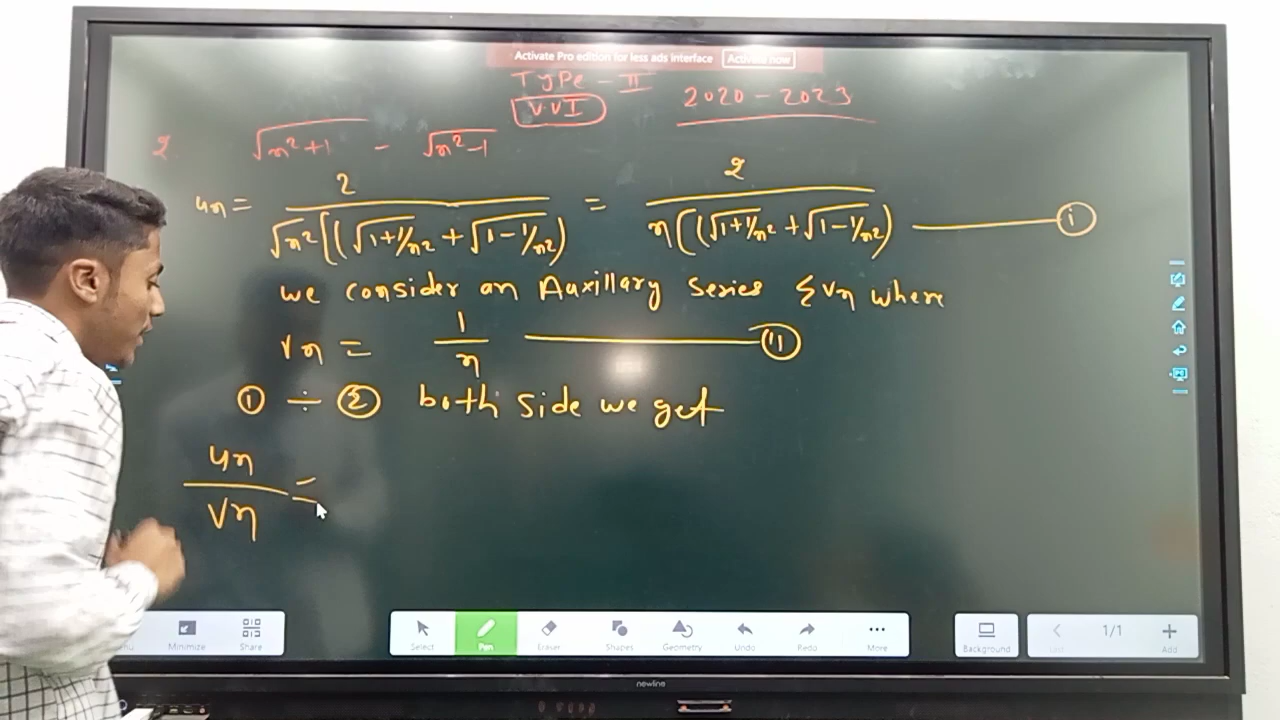 Activate Pro edition for less ads interface Activate now
TYPe - II
V.V.I 2020 - 2023
2. √n²+1 - √n²-1
un = 2 / √n² [(√1+1/n² + √1-1/n²) = 2 / n [(√1+1/n² + √1-1/n²) ——— (i)
we consider an Auxillary Series Σvn where
vn = 1/n ——— (ii)
① ÷ ② both side we get
un / vn =
Minimize Share Select Pen Eraser Shapes Geometry Undo Redo More Background 1/1 Add
newline